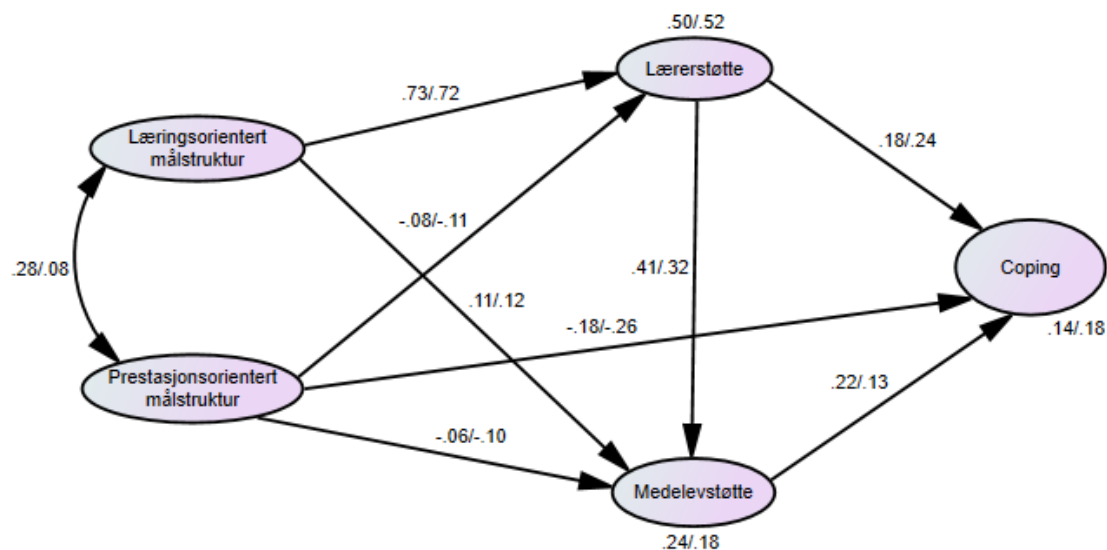 .50/.52
Lærerstøtte
.73/.72
Læringsorientert
målstruktur
.18/.24
-.08/-.11
.28/.08
.41/.32
Coping
.11/.12
-.18/-.26
.14/.18
Prestasjonsorientert
målstruktur
.22/.13
-.06/-.10
Medelevstøtte
.24/.18